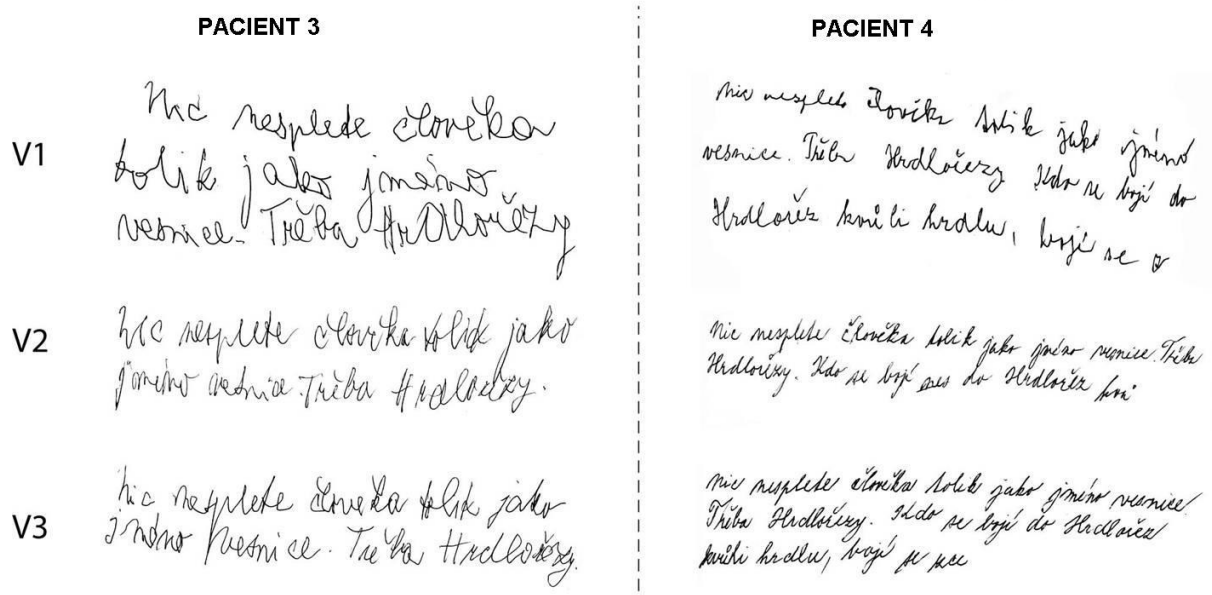 PACIENT 3
V1
Nic nesplete člověka
tolik jako jméno
vesnice. Třeba Hrdlořězy
V2
Nic nesplete člověka tolik jako
jméno vesnice. Třeba Hrdlořezy.
V3
Nic nesplete člověka tolik jako
jméno vesnice. Třeba Hrdlořezy.
PACIENT 4
Nic nesplete člověka tolik jako jméno
vesnice. Třeba Hrdlořezy Kdo se bojí do
Hrdlořez kvůli hrdlu, bojí se
Nic nesplete člověka tolik jako jméno vesnice. Třeba
Hrdlořezy. Kdo se bojí do Hrdlořez kvů
Nic nesplete člověka tolik jako jméno vesnice
Třeba Hrdlořezy. Kdo se bojí do Hrdlořez
kvůli hrdlu, bojí se